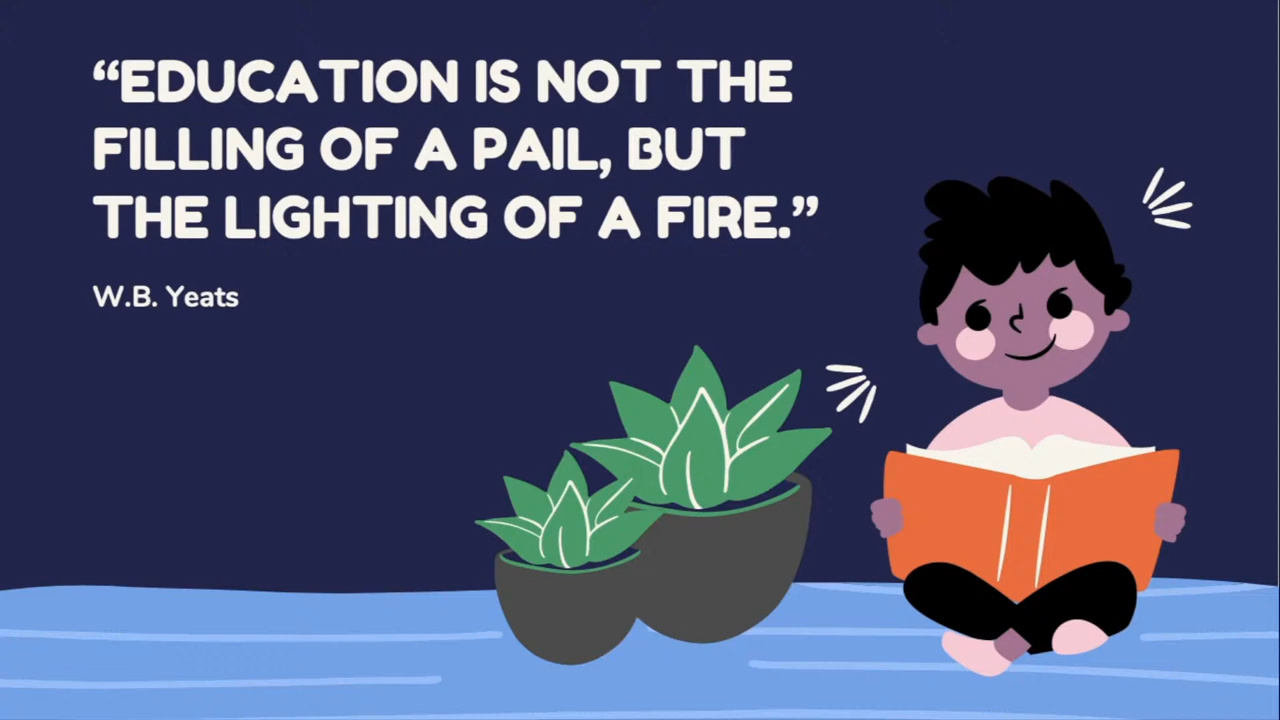 “EDUCATION IS NOT THE
FILLING OF A PAIL, BUT
THE LIGHTING OF A FIRE.”
W.B. Yeats